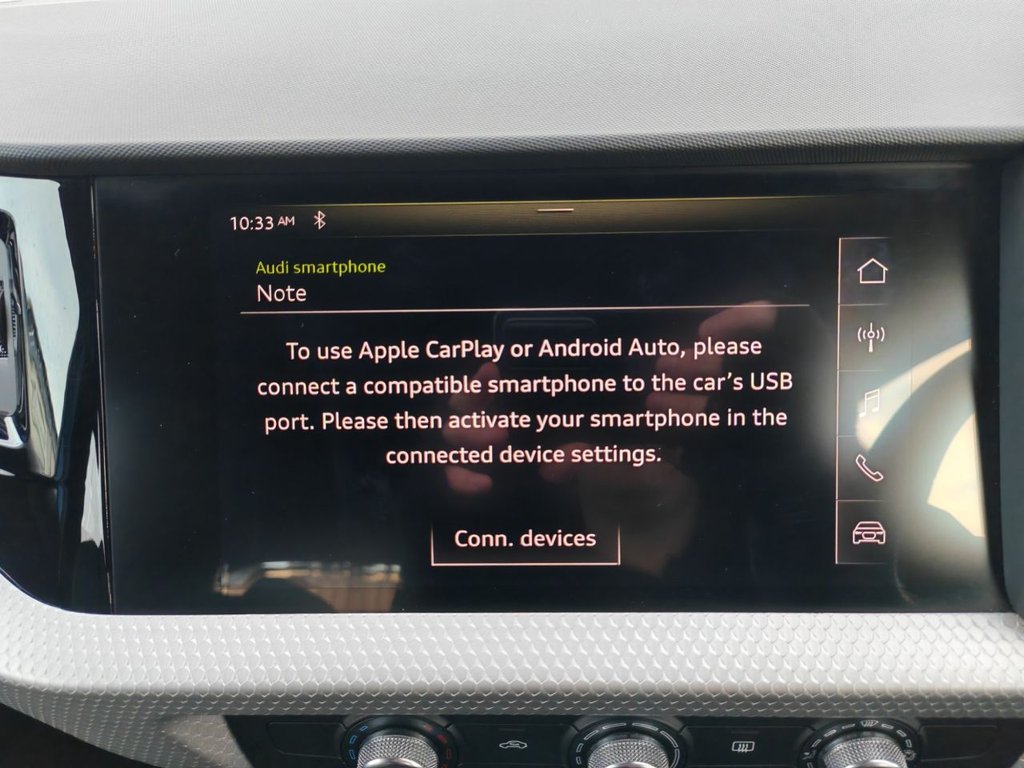 10:33 AM
Audi smartphone
Note
To use Apple CarPlay or Android Auto, please
connect a compatible smartphone to the car's USB
port. Please then activate your smartphone in the
connected device settings.
Conn. devices